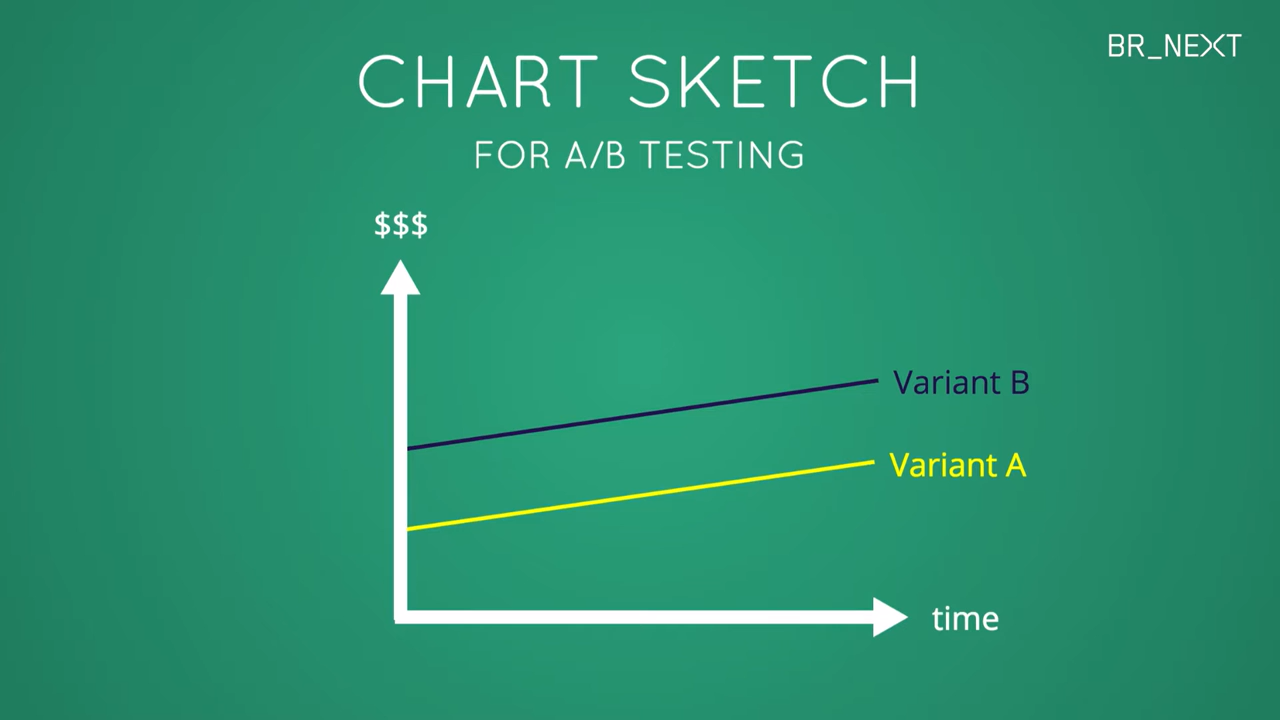 BR_NEXT
CHART SKETCH
FOR A/B TESTING
$$$
Variant B
Variant A
time